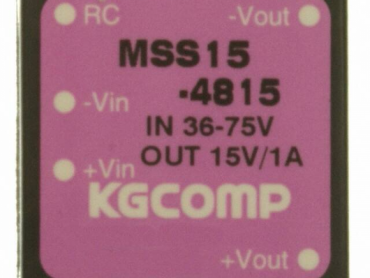 RC -Vout
MSS15
-4815
-Vin
IN 36-75V
+Vin OUT 15V/1A
KGCOMP
+Vout